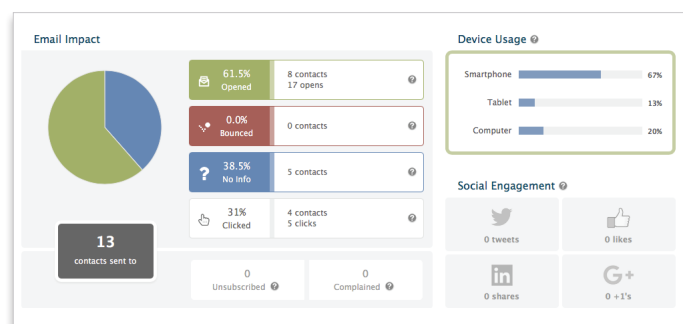 Email Impact
61.5%
Opened
8 contacts
17 opens
0.0%
Bounced
0 contacts
?
38.5%
No Info
5 contacts
31%
Clicked
4 contacts
5 clicks
13
contacts sent to
0
Unsubscribed ?
0
Complained ?
Device Usage ?
Smartphone 67%
Tablet 13%
Computer 20%
Social Engagement ?
0 tweets
0 likes
in
0 shares
G+
0 +1's